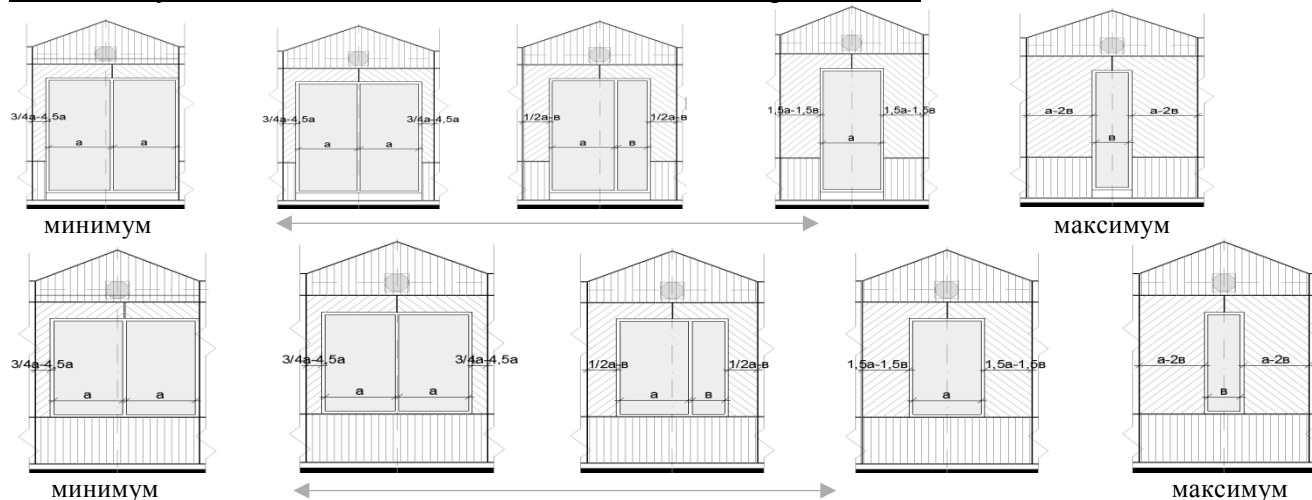 3/4а-4,5а
а
а
3/4а-4,5а
3/4а-4,5а
а
а
1/2а-в
1/2а-в
а
в
1,5а-1,5в
1,5а-1,5в
а
а-2в
а-2в
в
минимум
максимум
3/4а-4,5а
а
а
3/4а-4,5а
3/4а-4,5а
а
а
1/2а-в
1/2а-в
а
в
1,5а-1,5в
1,5а-1,5в
а
а-2в
а-2в
в
минимум
максимум